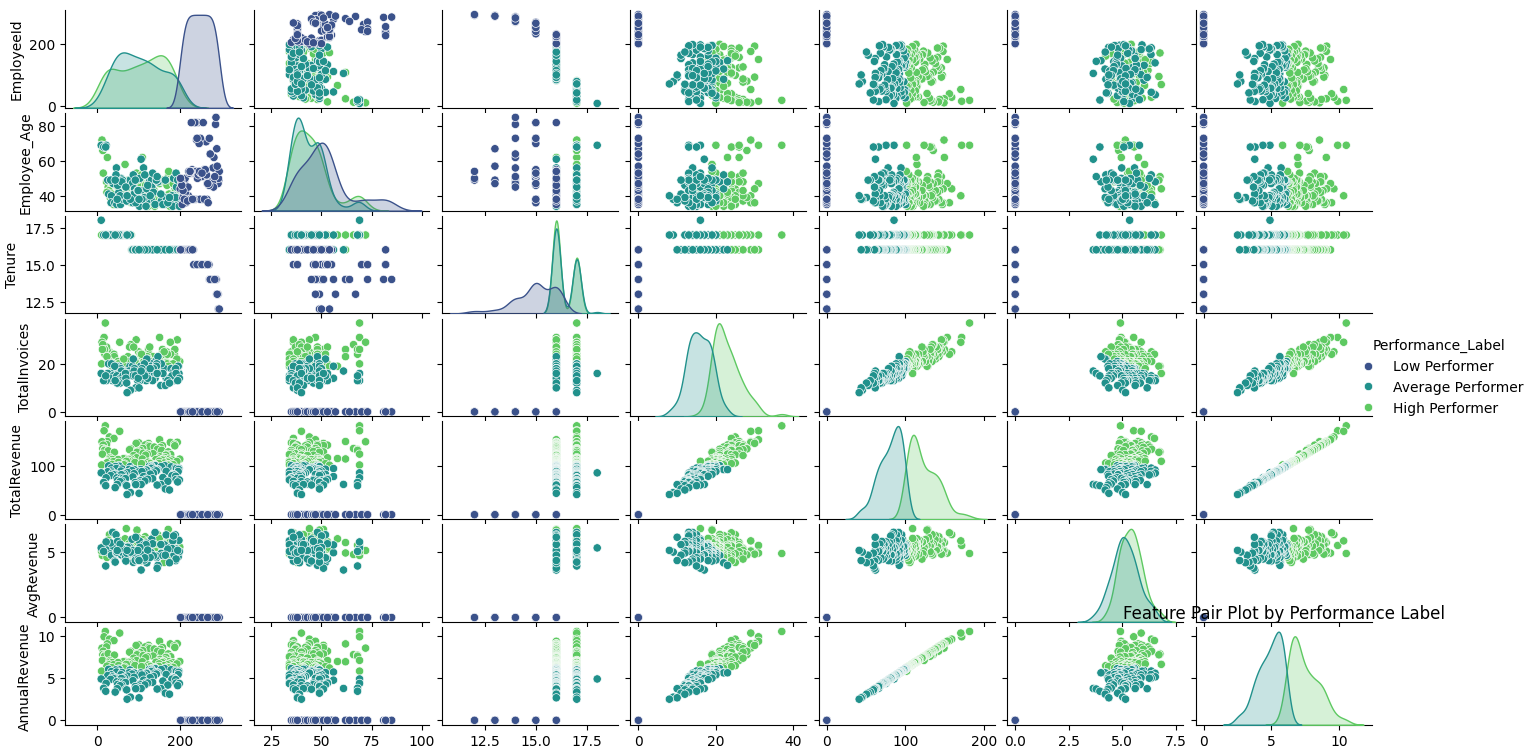 EmployeeId
200
0
Employee_Age
80
60
40
Tenure
17.5
15.0
12.5
TotalInvoices
20
0
Performance_Label
Low Performer
Average Performer
High Performer
TotalRevenue
100
0
AvgRevenue
5
0
Feature Pair Plot by Performance Label
AnnualRevenue
10
5
0
0 200 25 50 75 100 12.5 15.0 17.5 0 20 40 0 100 200 0.0 2.5 5.0 7.5 0 5 10